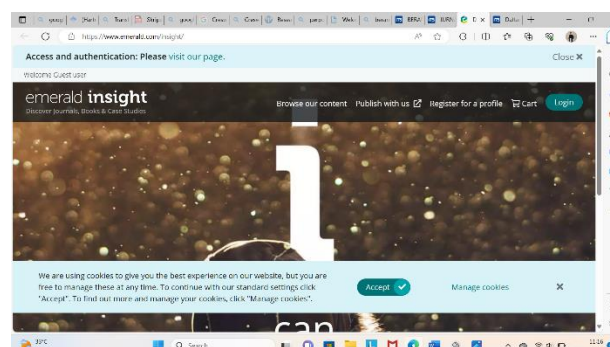 https://www.emerald.com/insight/
Access and authentication: Please visit our page.
Close ✖
Welcome Guest user
emerald insight
Discover Journals, Books & Case Studies
Browse our content Publish with us Register for a profile Cart Login
i
We are using cookies to give you the best experience on our website, but you are
free to manage these at any time. To continue with our standard settings click
"Accept". To find out more and manage your cookies, click "Manage cookies".
Accept
Manage cookies
can
33°C
Search